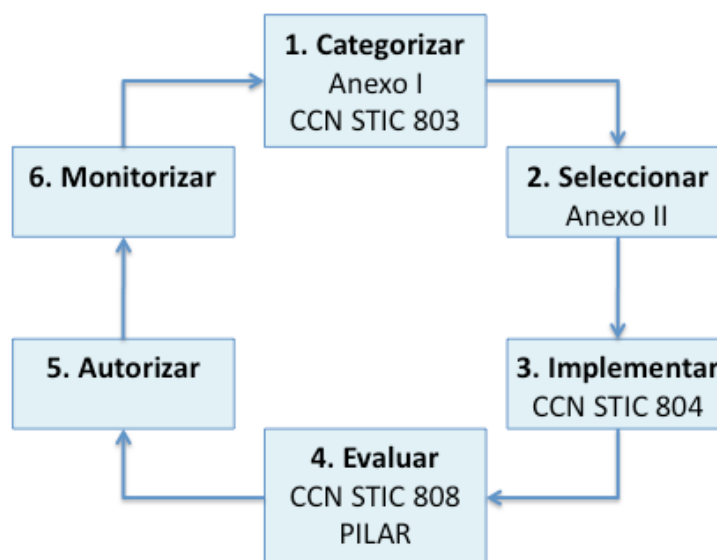 1. Categorizar
Anexo I
CCN STIC 803
2. Seleccionar
Anexo II
3. Implementar
CCN STIC 804
4. Evaluar
CCN STIC 808
PILAR
5. Autorizar
6. Monitorizar